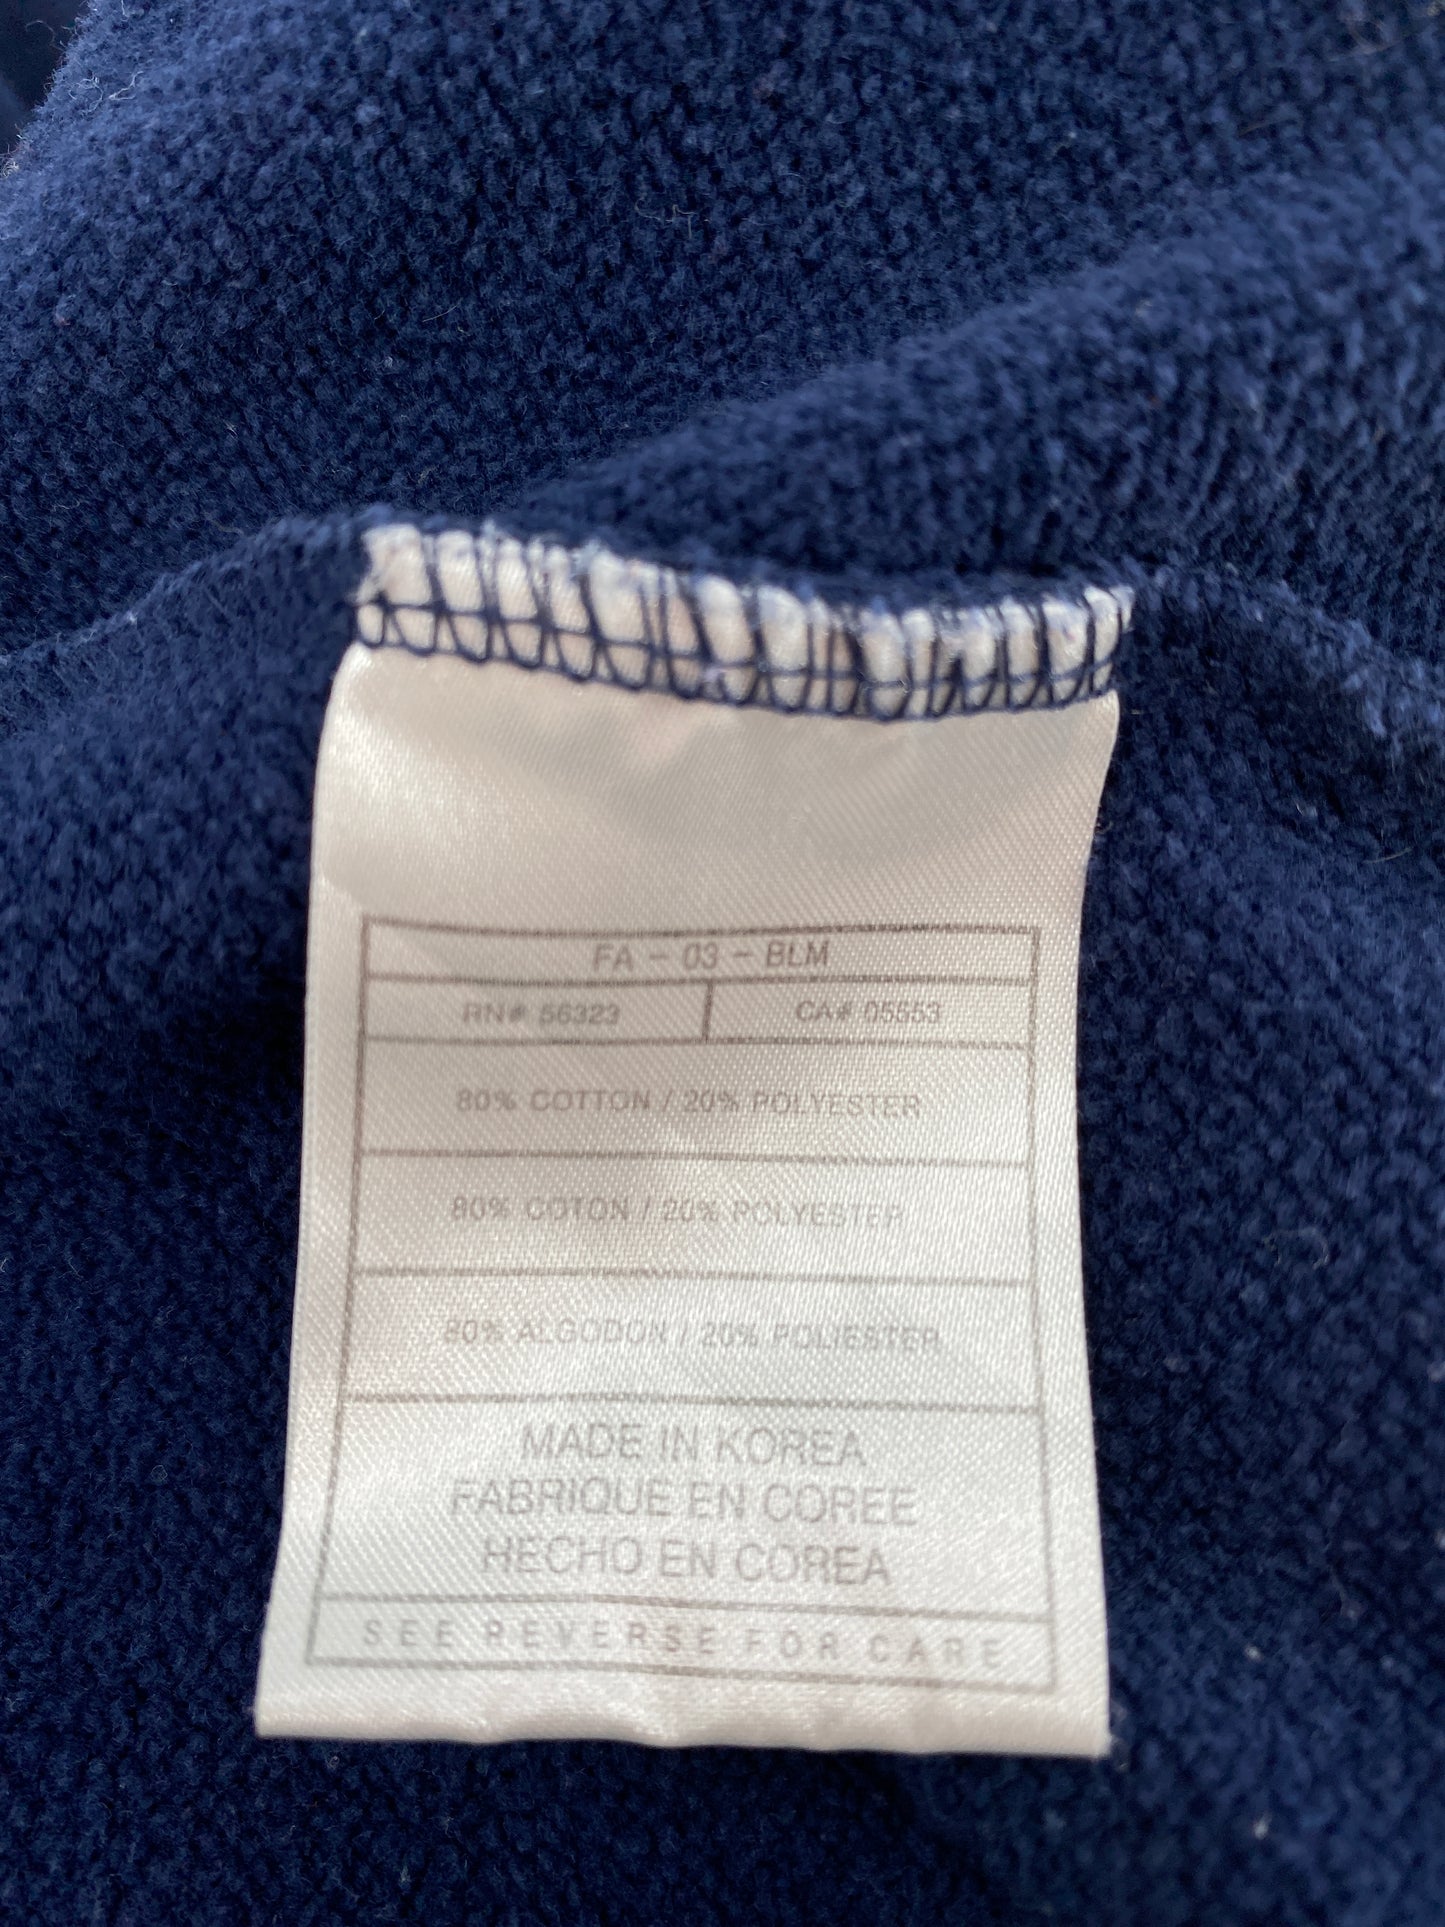 FA - 03 - BLM
RN# 56323 CA# 05553
80% COTTON / 20% POLYESTER
80% COTON / 20% POLYESTER
80% ALGODON / 20% POLIESTER
MADE IN KOREA
FABRIQUE EN COREE
HECHO EN COREA
SEE REVERSE FOR CARE